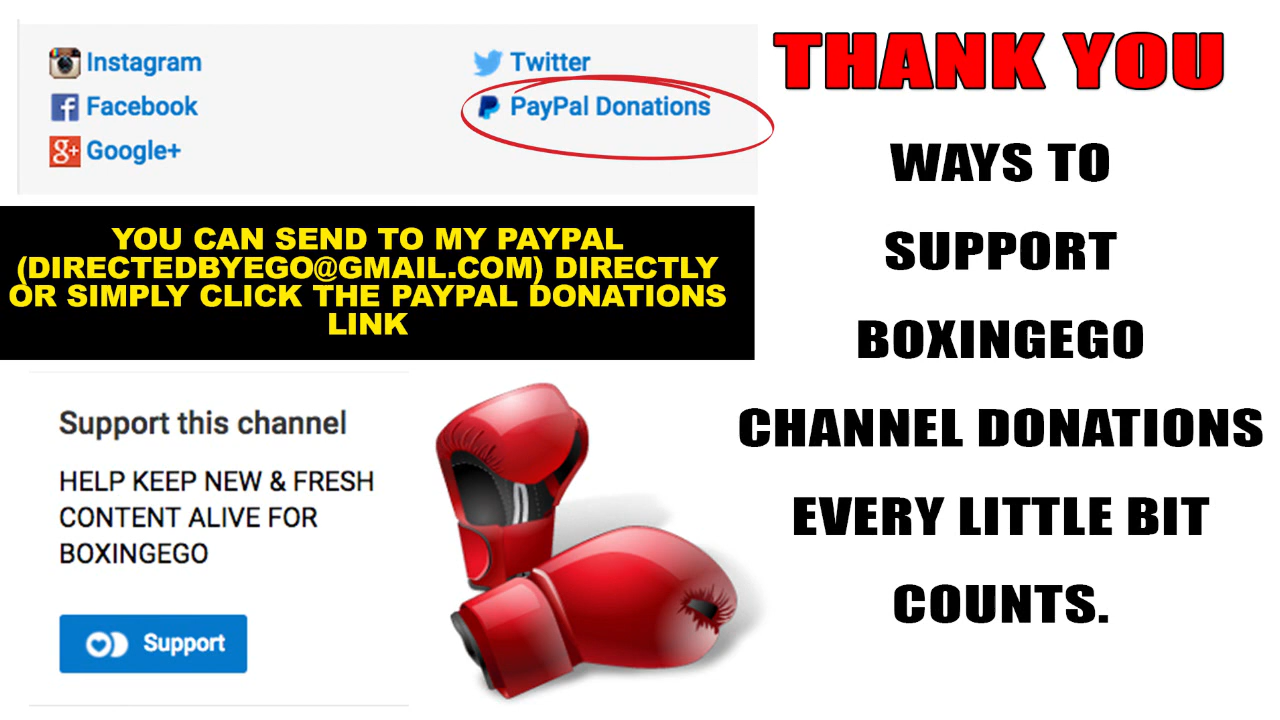 Instagram
Twitter
Facebook
PayPal Donations
Google+
YOU CAN SEND TO MY PAYPAL
(DIRECTEDBYEGO@GMAIL.COM) DIRECTLY
OR SIMPLY CLICK THE PAYPAL DONATIONS
LINK
Support this channel
HELP KEEP NEW & FRESH
CONTENT ALIVE FOR
BOXINGEGO
Support
THANK YOU
WAYS TO
SUPPORT
BOXINGEGO
CHANNEL DONATIONS
EVERY LITTLE BIT
COUNTS.